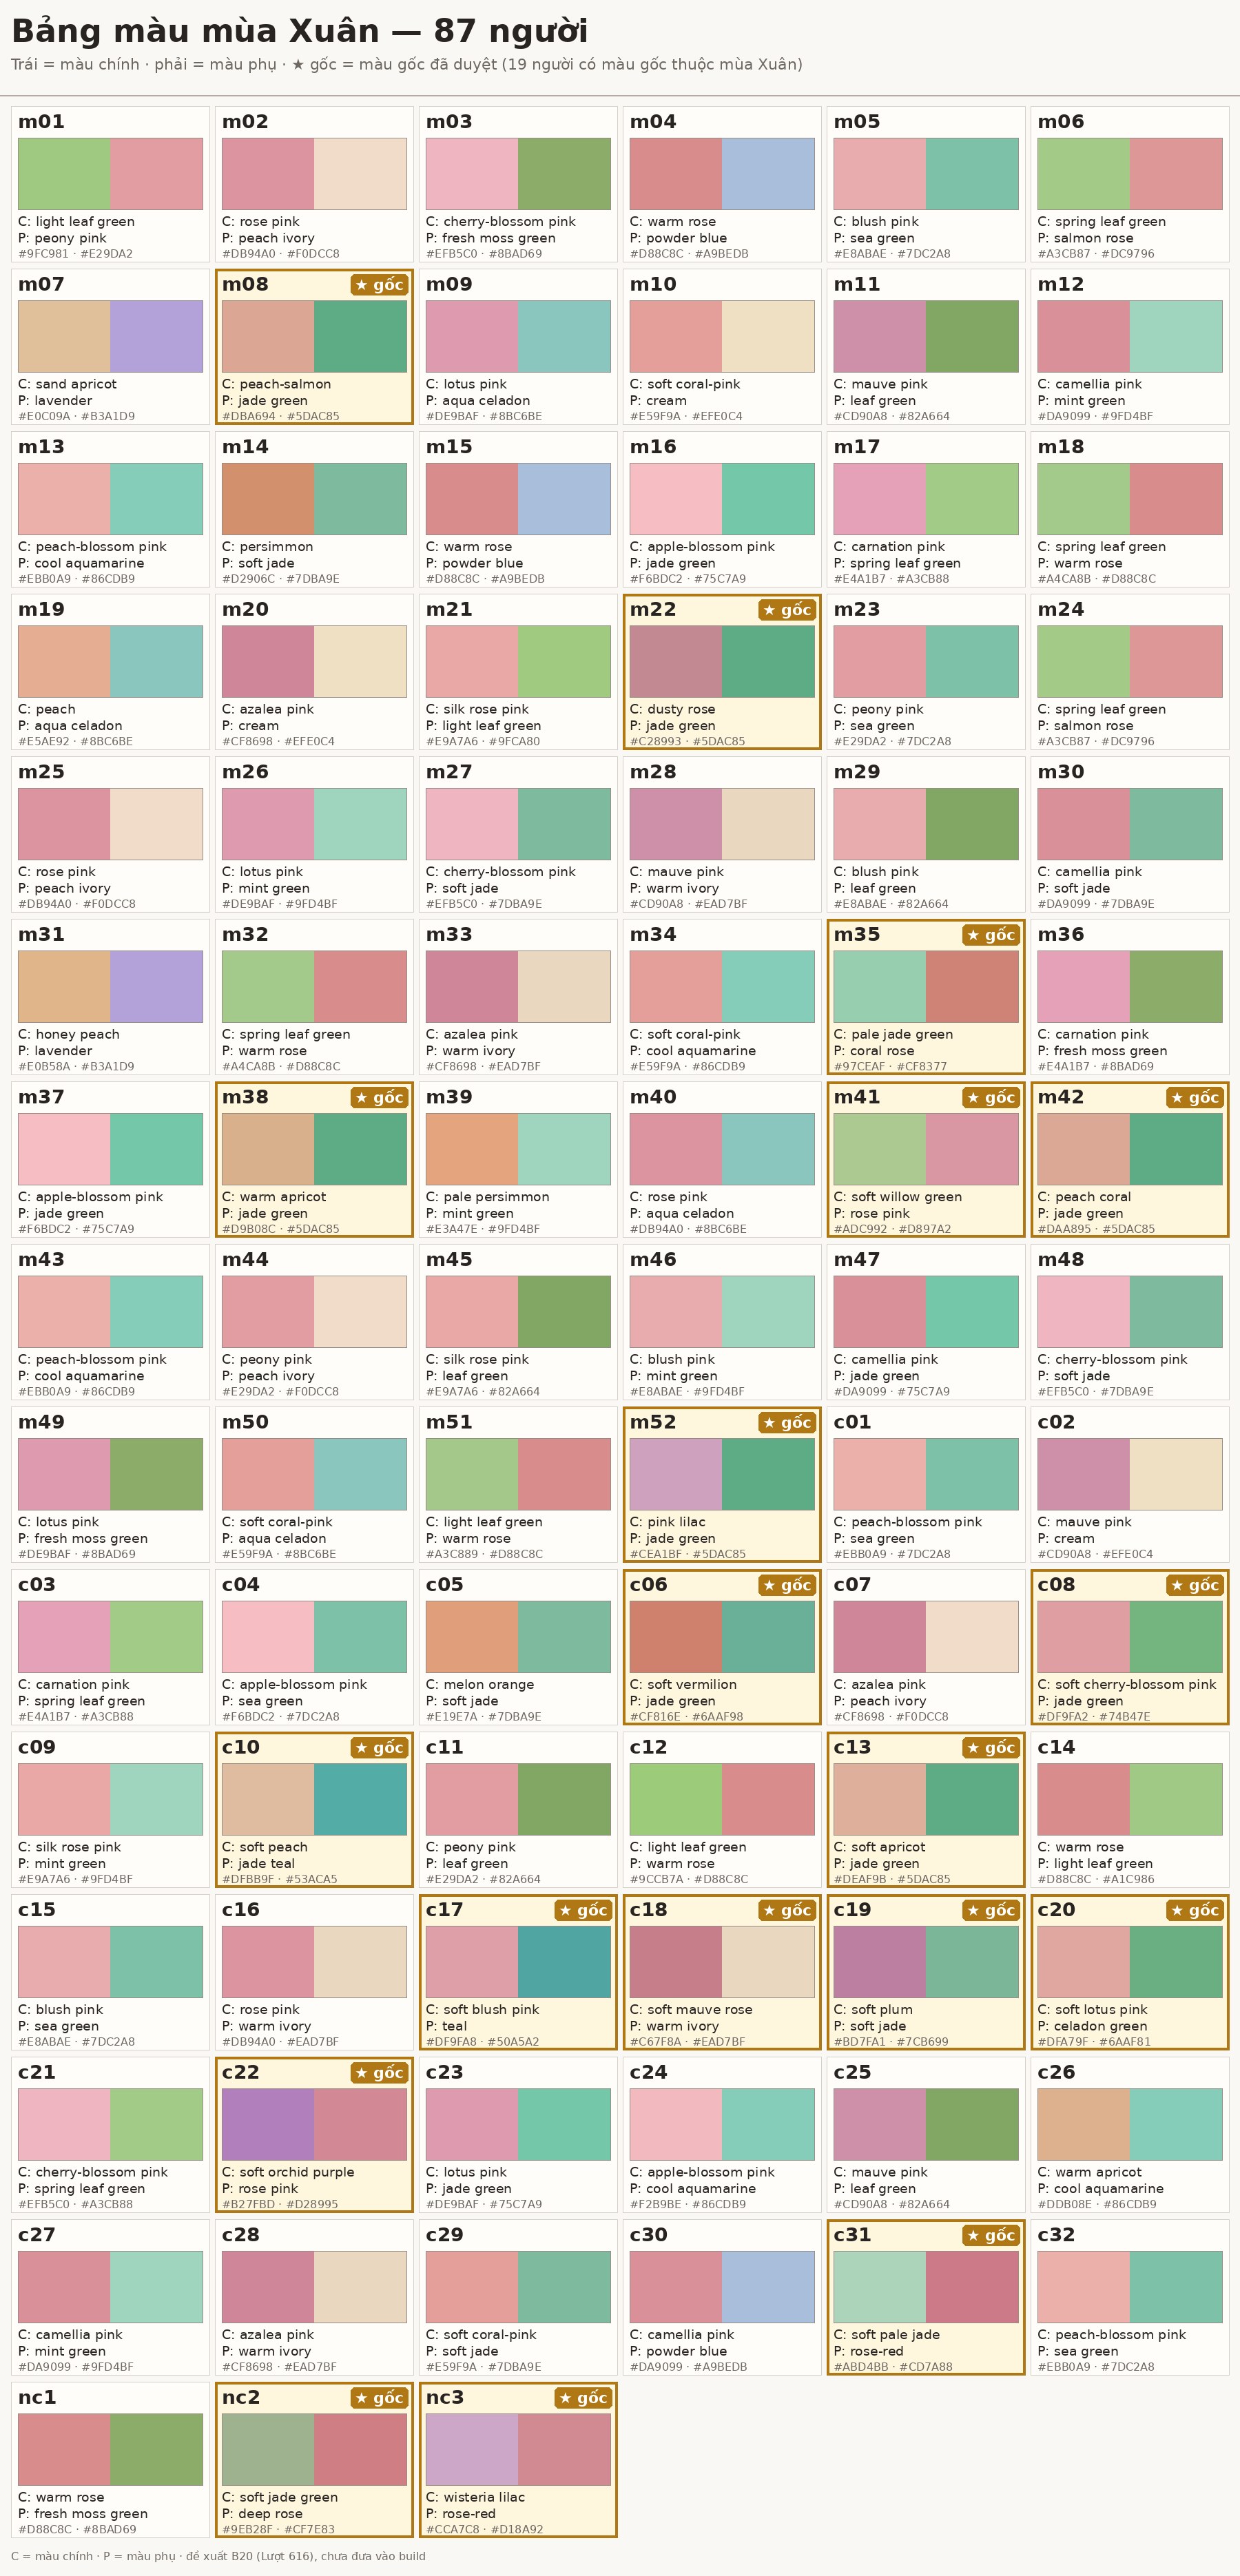 Bảng màu mùa Xuân — 87 người
Trái = màu chính · phải = màu phụ · ★ gốc = màu gốc đã duyệt (19 người có màu gốc thuộc mùa Xuân)
m01
C: light leaf green
P: peony pink
#9FC981 · #E29DA2
m02
C: rose pink
P: peach ivory
#DB94A0 · #F0DCC8
m03
C: cherry-blossom pink
P: fresh moss green
#EFB5C0 · #8BAD69
m04
C: warm rose
P: powder blue
#D88C8C · #A9BEDB
m05
C: blush pink
P: sea green
#E8ABAE · #7DC2A8
m06
C: spring leaf green
P: salmon rose
#A3CB87 · #DC9796
m07
C: sand apricot
P: lavender
#E0C09A · #B3A1D9
m08 ★ gốc
C: peach-salmon
P: jade green
#DBA694 · #5DAC85
m09
C: lotus pink
P: aqua celadon
#DE9BAF · #8BC6BE
m10
C: soft coral-pink
P: cream
#E59F9A · #EFE0C4
m11
C: mauve pink
P: leaf green
#CD90A8 · #82A664
m12
C: camellia pink
P: mint green
#DA9099 · #9FD4BF
m13
C: peach-blossom pink
P: cool aquamarine
#EBB0A9 · #86CDB9
m14
C: persimmon
P: soft jade
#D2906C · #7DBA9E
m15
C: warm rose
P: powder blue
#D88C8C · #A9BEDB
m16
C: apple-blossom pink
P: jade green
#F6BDC2 · #75C7A9
m17
C: carnation pink
P: spring leaf green
#E4A1B7 · #A3CB88
m18
C: spring leaf green
P: warm rose
#A4CA8B · #D88C8C
m19
C: peach
P: aqua celadon
#E5AE92 · #8BC6BE
m20
C: azalea pink
P: cream
#CF8698 · #EFE0C4
m21
C: silk rose pink
P: light leaf green
#E9A7A6 · #9FCA80
m22 ★ gốc
C: dusty rose
P: jade green
#C28993 · #5DAC85
m23
C: peony pink
P: sea green
#E29DA2 · #7DC2A8
m24
C: spring leaf green
P: salmon rose
#A3CB87 · #DC9796
m25
C: rose pink
P: peach ivory
#DB94A0 · #F0DCC8
m26
C: lotus pink
P: mint green
#DE9BAF · #9FD4BF
m27
C: cherry-blossom pink
P: soft jade
#EFB5C0 · #7DBA9E
m28
C: mauve pink
P: warm ivory
#CD90A8 · #EAD7BF
m29
C: blush pink
P: leaf green
#E8ABAE · #82A664
m30
C: camellia pink
P: soft jade
#DA9099 · #7DBA9E
m31
C: honey peach
P: lavender
#E0B58A · #B3A1D9
m32
C: spring leaf green
P: warm rose
#A4CA8B · #D88C8C
m33
C: azalea pink
P: warm ivory
#CF8698 · #EAD7BF
m34
C: soft coral-pink
P: cool aquamarine
#E59F9A · #86CDB9
m35 ★ gốc
C: pale jade green
P: coral rose
#97CEAF · #CF8377
m36
C: carnation pink
P: fresh moss green
#E4A1B7 · #8BAD69
m37
C: apple-blossom pink
P: jade green
#F6BDC2 · #75C7A9
m38 ★ gốc
C: warm apricot
P: jade green
#D9B08C · #5DAC85
m39
C: pale persimmon
P: mint green
#E3A47E · #9FD4BF
m40
C: rose pink
P: aqua celadon
#DB94A0 · #8BC6BE
m41 ★ gốc
C: soft willow green
P: rose pink
#ADC992 · #D897A2
m42 ★ gốc
C: peach coral
P: jade green
#DAA895 · #5DAC85
m43
C: peach-blossom pink
P: cool aquamarine
#EBB0A9 · #86CDB9
m44
C: peony pink
P: peach ivory
#E29DA2 · #F0DCC8
m45
C: silk rose pink
P: leaf green
#E9A7A6 · #82A664
m46
C: blush pink
P: mint green
#E8ABAE · #9FD4BF
m47
C: camellia pink
P: jade green
#DA9099 · #75C7A9
m48
C: cherry-blossom pink
P: soft jade
#EFB5C0 · #7DBA9E
m49
C: lotus pink
P: fresh moss green
#DE9BAF · #8BAD69
m50
C: soft coral-pink
P: aqua celadon
#E59F9A · #8BC6BE
m51
C: light leaf green
P: warm rose
#A3C889 · #D88C8C
m52 ★ gốc
C: pink lilac
P: jade green
#CEA1BF · #5DAC85
c01
C: peach-blossom pink
P: sea green
#EBB0A9 · #7DC2A8
c02
C: mauve pink
P: cream
#CD90A8 · #EFE0C4
c03
C: carnation pink
P: spring leaf green
#E4A1B7 · #A3CB88
c04
C: apple-blossom pink
P: sea green
#F6BDC2 · #7DC2A8
c05
C: melon orange
P: soft jade
#E19E7A · #7DBA9E
c06 ★ gốc
C: soft vermilion
P: jade green
#CF816E · #6AAF98
c07
C: azalea pink
P: peach ivory
#CF8698 · #F0DCC8
c08 ★ gốc
C: soft cherry-blossom pink
P: jade green
#DF9FA2 · #74B47E
c09
C: silk rose pink
P: mint green
#E9A7A6 · #9FD4BF
c10 ★ gốc
C: soft peach
P: jade teal
#DFBB9F · #53ACA5
c11
C: peony pink
P: leaf green
#E29DA2 · #82A664
c12
C: light leaf green
P: warm rose
#9CCB7A · #D88C8C
c13 ★ gốc
C: soft apricot
P: jade green
#DEAF9B · #5DAC85
c14
C: warm rose
P: light leaf green
#D88C8C · #A1C986
c15
C: blush pink
P: sea green
#E8ABAE · #7DC2A8
c16
C: rose pink
P: warm ivory
#DB94A0 · #EAD7BF
c17 ★ gốc
C: soft blush pink
P: teal
#DF9FA8 · #50A5A2
c18 ★ gốc
C: soft mauve rose
P: warm ivory
#C67F8A · #EAD7BF
c19 ★ gốc
C: soft plum
P: soft jade
#BD7FA1 · #7CB699
c20 ★ gốc
C: soft lotus pink
P: celadon green
#DFA79F · #6AAF81
c21
C: cherry-blossom pink
P: spring leaf green
#EFB5C0 · #A3CB88
c22 ★ gốc
C: soft orchid purple
P: rose pink
#B27FBD · #D28995
c23
C: lotus pink
P: jade green
#DE9BAF · #75C7A9
c24
C: apple-blossom pink
P: cool aquamarine
#F2B9BE · #86CDB9
c25
C: mauve pink
P: leaf green
#CD90A8 · #82A664
c26
C: warm apricot
P: cool aquamarine
#DDB08E · #86CDB9
c27
C: camellia pink
P: mint green
#DA9099 · #9FD4BF
c28
C: azalea pink
P: warm ivory
#CF8698 · #EAD7BF
c29
C: soft coral-pink
P: soft jade
#E59F9A · #7DBA9E
c30
C: camellia pink
P: powder blue
#DA9099 · #A9BEDB
c31 ★ gốc
C: soft pale jade
P: rose-red
#ABD4BB · #CD7A88
c32
C: peach-blossom pink
P: sea green
#EBB0A9 · #7DC2A8
nc1
C: warm rose
P: fresh moss green
#D88C8C · #8BAD69
nc2 ★ gốc
C: soft jade green
P: deep rose
#9EB28F · #CF7E83
nc3 ★ gốc
C: wisteria lilac
P: rose-red
#CCA7C8 · #D18A92
C = màu chính · P = màu phụ · đề xuất B20 (Lượt 616), chưa đưa vào build